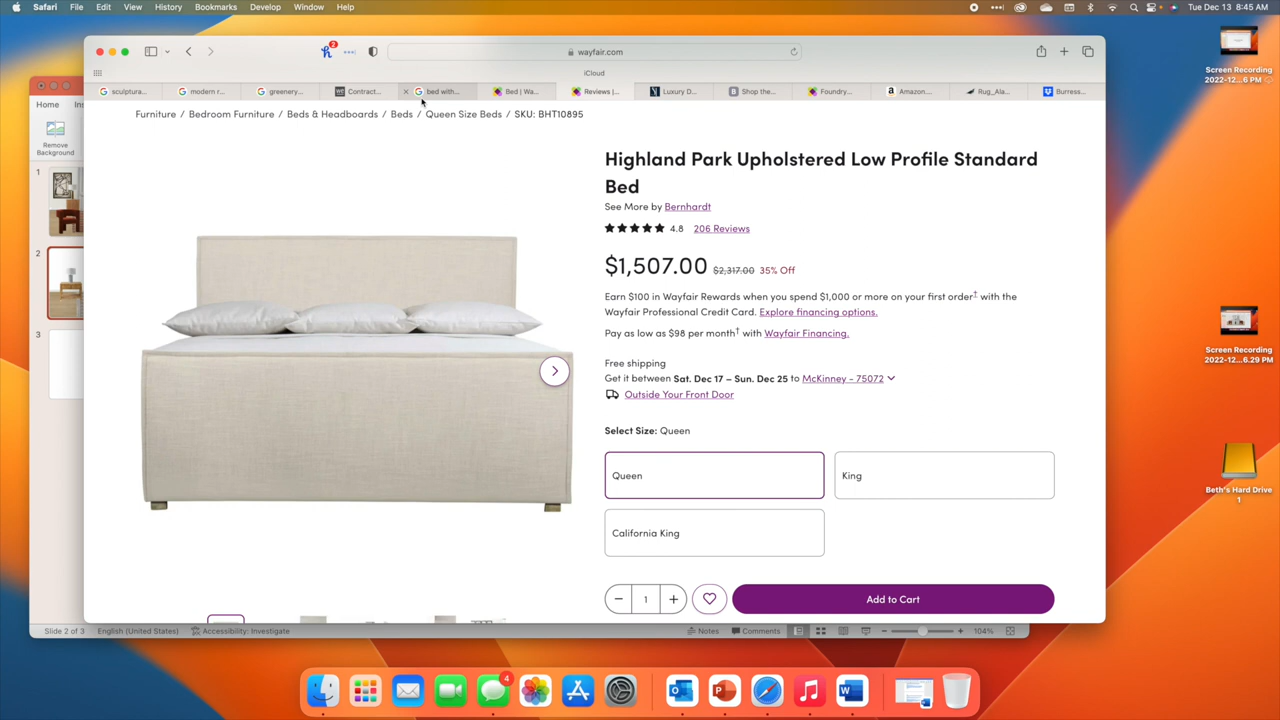 Safari File Edit View History Bookmarks Develop Window Help
Tue Dec 13 8:45 AM
2
wayfair.com
iCloud
sculptura...
modern r...
greenery...
Contract...
bed with...
Bed | Wa...
Reviews |...
Luxury D...
Shop the...
Foundry...
Amazon...
Rug_Ala...
Burress...
Home
Remove
Background
1
2
3
Furniture / Bedroom Furniture / Beds & Headboards / Beds / Queen Size Beds / SKU: BHT10895
Highland Park Upholstered Low Profile Standard
Bed
See More by Bernhardt
4.8 206 Reviews
$1,507.00 $2,317.00 35% Off
Earn $100 in Wayfair Rewards when you spend $1,000 or more on your first order† with the
Wayfair Professional Credit Card. Explore financing options.
Pay as low as $98 per month† with Wayfair Financing.
Free shipping
Get it between Sat. Dec 17 – Sun. Dec 25 to McKinney - 75072
Outside Your Front Door
Select Size: Queen
Queen
King
California King
1
Add to Cart
Slide 2 of 3 English (United States) Accessibility: Investigate
Notes Comments 104%
Screen Recording
2022-12...6 PM
Screen Recording
2022-12...6.29 PM
Beth's Hard Drive
1
4